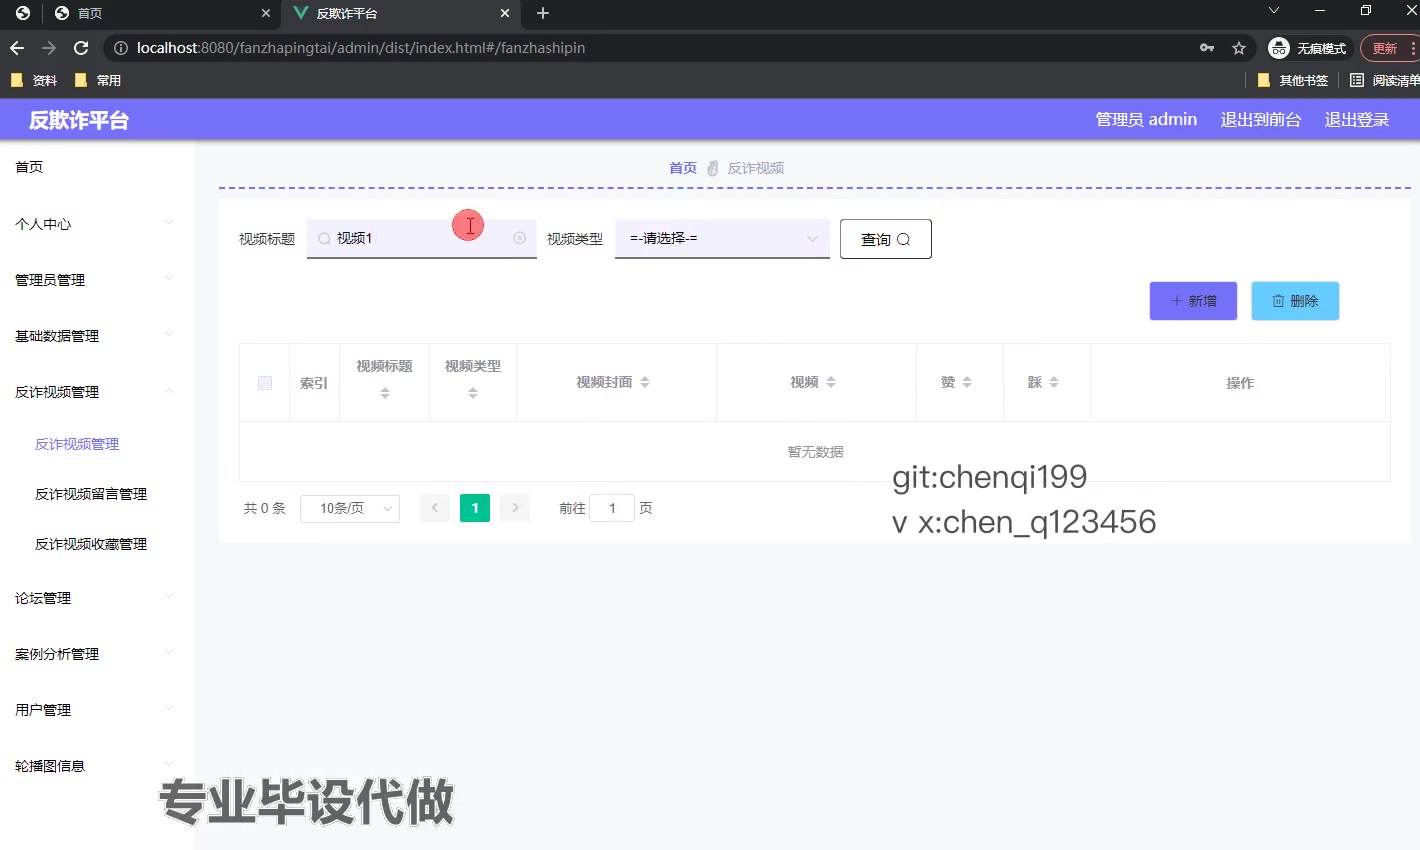 首页
反欺诈平台
localhost:8080/fanzhapingtai/admin/dist/index.html#/fanzhashipin
无痕模式
更新
资料
常用
其他书签
阅读清单
反欺诈平台
管理员 admin
退出到前台
退出登录
首页
个人中心
管理员管理
基础数据管理
反诈视频管理
反诈视频管理
反诈视频留言管理
反诈视频收藏管理
论坛管理
案例分析管理
用户管理
轮播图信息
首页
反诈视频
视频标题
视频1
视频类型
=-请选择-=
查询
新增
删除
索引
视频标题
视频类型
视频封面
视频
赞
踩
操作
暂无数据
共 0 条
10条/页
1
前往 1 页
git:chenqi199
v x:chen_q123456
专业毕设代做